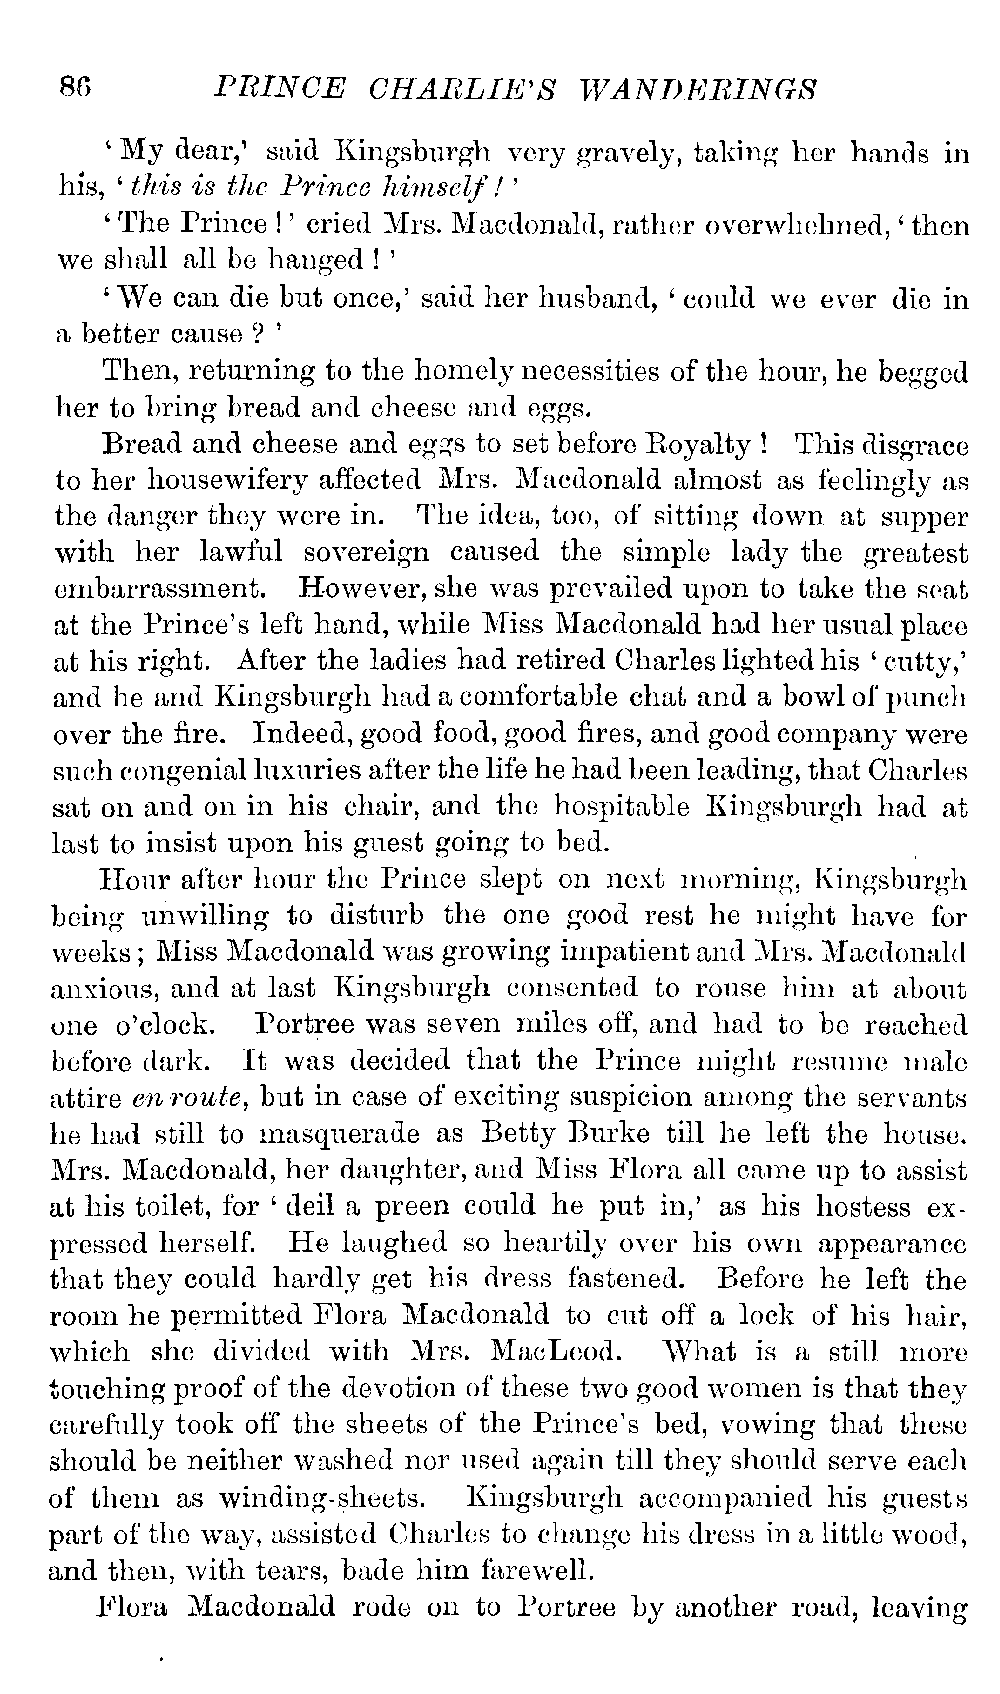 86 PRINCE CHARLIE'S WANDERINGS
‘ My dear,’ said Kingsburgh very gravely, taking her hands in
his, ‘ this is the Prince himself ! ’
‘ The Prince ! ’ cried Mrs. Macdonald, rather overwhelmed, ‘ then
we shall all be hanged ! ’
‘ We can die but once,’ said her husband, ‘ could we ever die in
a better cause ? ’
Then, returning to the homely necessities of the hour, he begged
her to bring bread and cheese and eggs.
Bread and cheese and eggs to set before Royalty ! This disgrace
to her housewifery affected Mrs. Macdonald almost as feelingly as
the danger they were in. The idea, too, of sitting down at supper
with her lawful sovereign caused the simple lady the greatest
embarrassment. However, she was prevailed upon to take the seat
at the Prince's left hand, while Miss Macdonald had her usual place
at his right. After the ladies had retired Charles lighted his ‘ cutty,’
and he and Kingsburgh had a comfortable chat and a bowl of punch
over the fire. Indeed, good food, good fires, and good company were
such congenial luxuries after the life he had been leading, that Charles
sat on and on in his chair, and the hospitable Kingsburgh had at
last to insist upon his guest going to bed.
Hour after hour the Prince slept on next morning, Kingsburgh
being unwilling to disturb the one good rest he might have for
weeks ; Miss Macdonald was growing impatient and Mrs. Macdonald
anxious, and at last Kingsburgh consented to rouse him at about
one o'clock. Portree was seven miles off, and had to be reached
before dark. It was decided that the Prince might resume male
attire en route, but in case of exciting suspicion among the servants
he had still to masquerade as Betty Burke till he left the house.
Mrs. Macdonald, her daughter, and Miss Flora all came up to assist
at his toilet, for ‘ deil a preen could he put in,’ as his hostess ex-
pressed herself. He laughed so heartily over his own appearance
that they could hardly get his dress fastened. Before he left the
room he permitted Flora Macdonald to cut off a lock of his hair,
which she divided with Mrs. MacLeod. What is a still more
touching proof of the devotion of these two good women is that they
carefully took off the sheets of the Prince's bed, vowing that these
should be neither washed nor used again till they should serve each
of them as winding-sheets. Kingsburgh accompanied his guests
part of the way, assisted Charles to change his dress in a little wood,
and then, with tears, bade him farewell.
Flora Macdonald rode on to Portree by another road, leaving